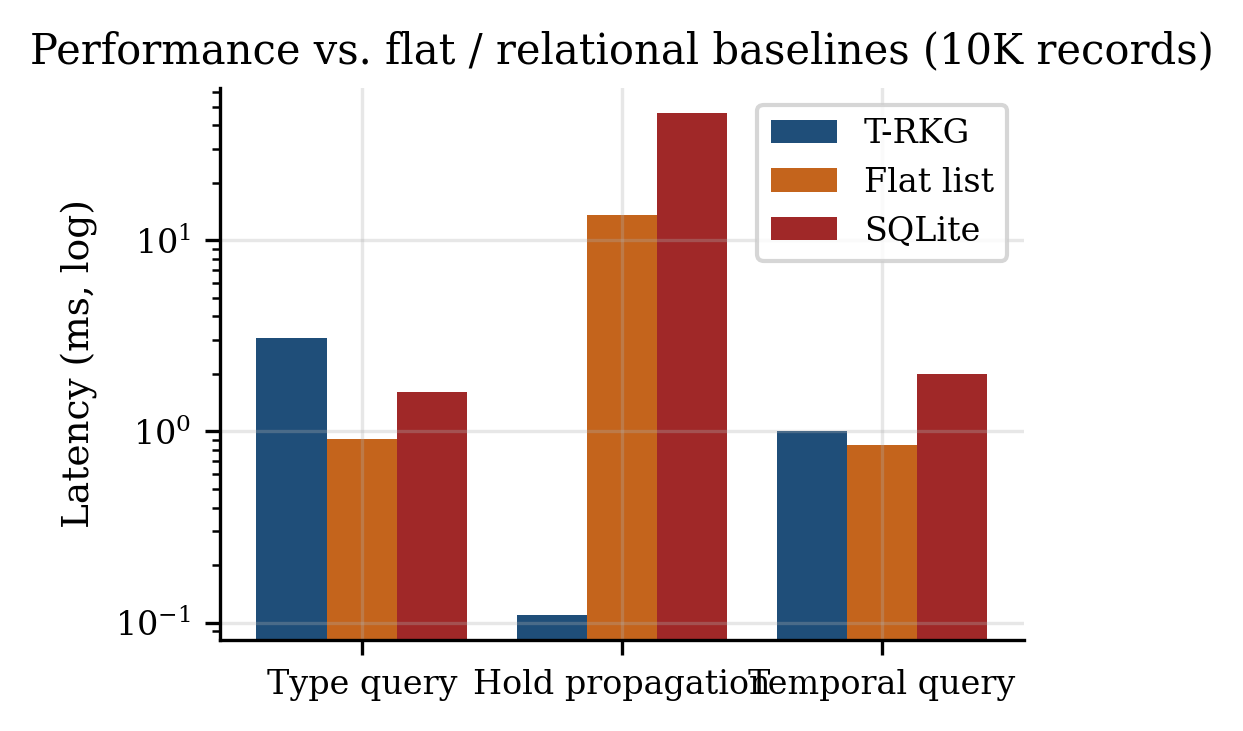 Performance vs. flat / relational baselines (10K records)
T-RKG
Flat list
SQLite
Latency (ms, log)
10¹
10⁰
10⁻¹
Type query
Hold propagation
Temporal query